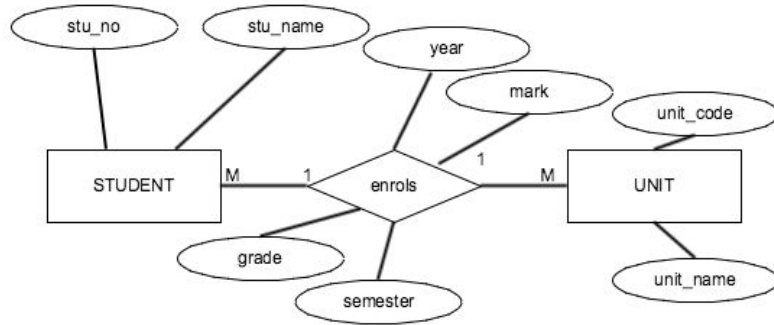 stu_no
stu_name
year
mark
unit_code
STUDENT
M
1
enrols
1
M
UNIT
grade
semester
unit_name